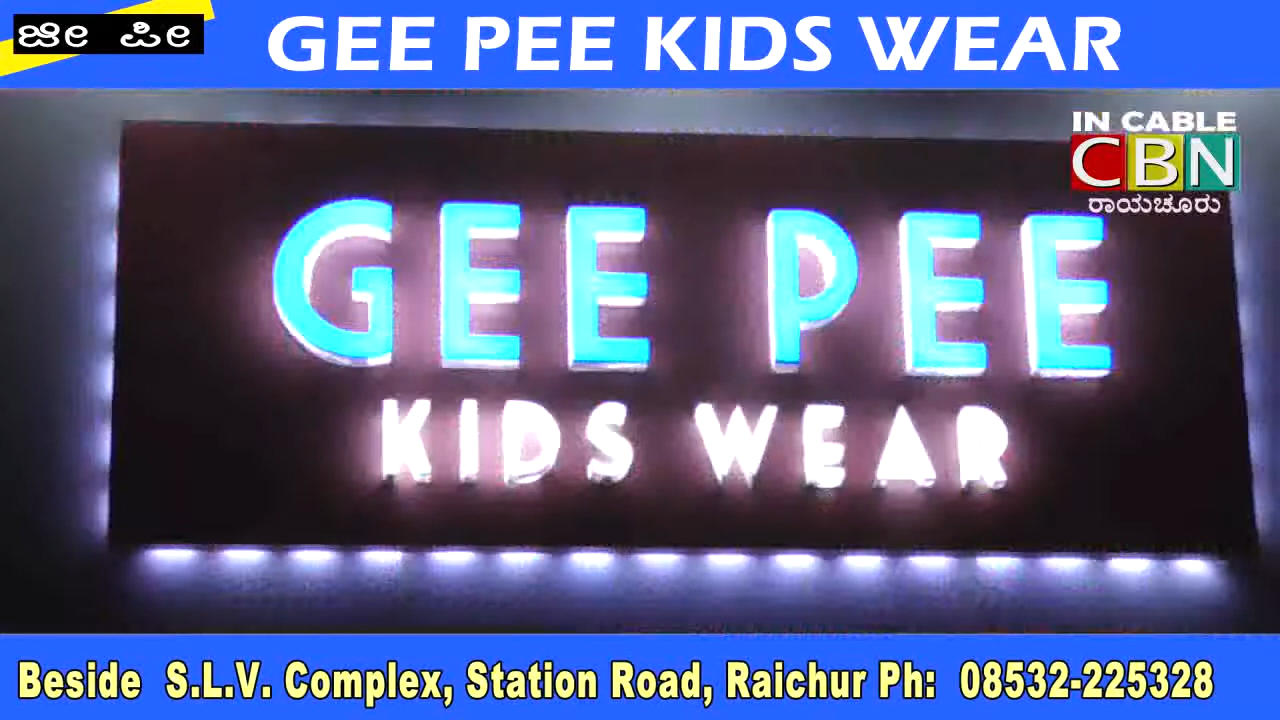 ಜೀ ಪೀ
GEE PEE KIDS WEAR
IN CABLE
CBN
ರಾಯಚೂರು
GEE PEE
KIDS WEAR
Beside S.L.V. Complex, Station Road, Raichur Ph: 08532-225328